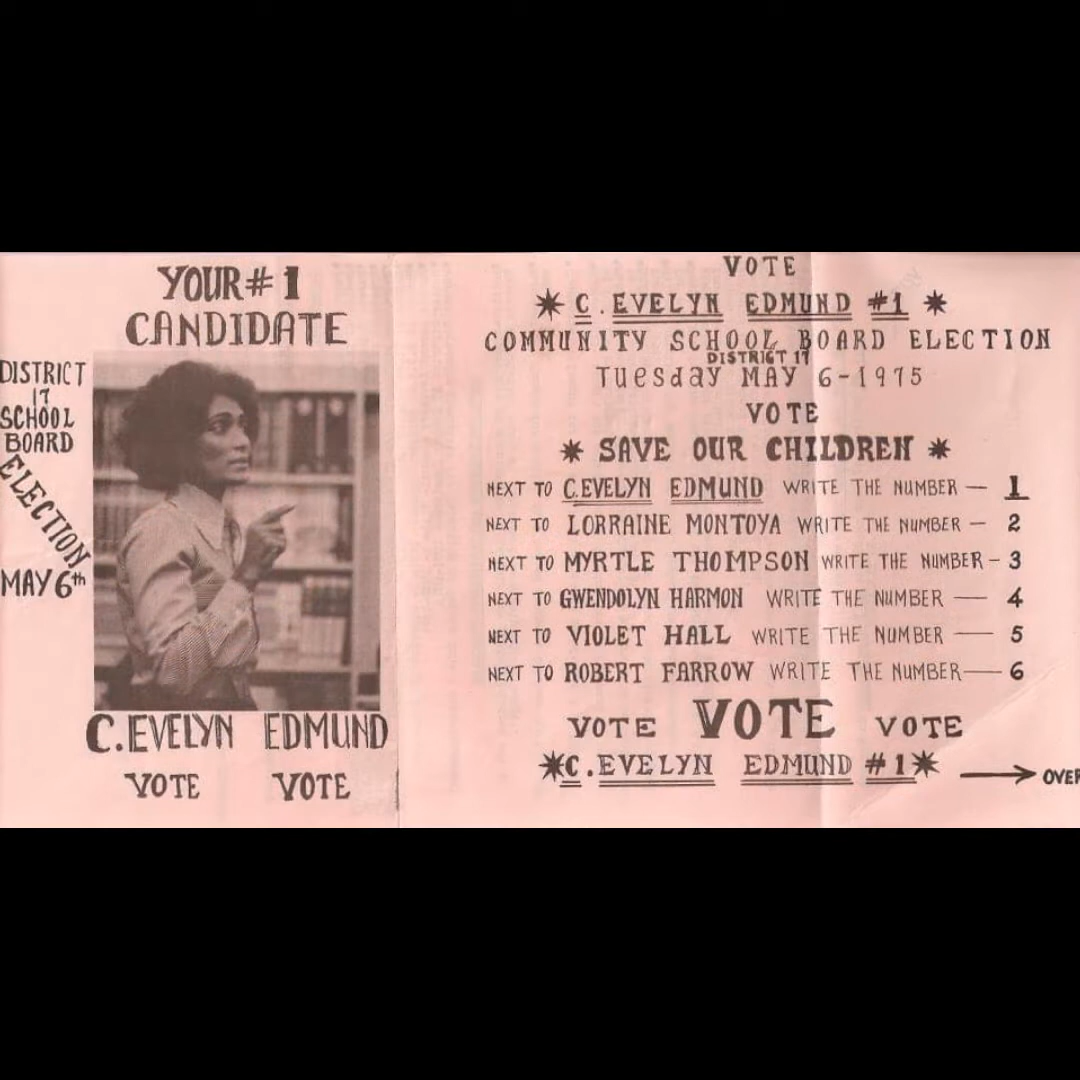 YOUR # 1
CANDIDATE
DISTRICT
17
SCHOOL
BOARD
ELECTION
MAY 6th
C. EVELYN EDMUND
VOTE VOTE
VOTE
* C. EVELYN EDMUND #1 *
COMMUNITY SCHOOL BOARD ELECTION
DISTRICT 17
Tuesday MAY 6-1975
VOTE
* SAVE OUR CHILDREN *
NEXT TO C.EVELYN EDMUND WRITE THE NUMBER — 1
NEXT TO LORRAINE MONTOYA WRITE THE NUMBER — 2
NEXT TO MYRTLE THOMPSON WRITE THE NUMBER – 3
NEXT TO GWENDOLYN HARMON WRITE THE NUMBER — 4
NEXT TO VIOLET HALL WRITE THE NUMBER — 5
NEXT TO ROBERT FARROW WRITE THE NUMBER — 6
VOTE VOTE VOTE
*C. EVELYN EDMUND #1* → OVER